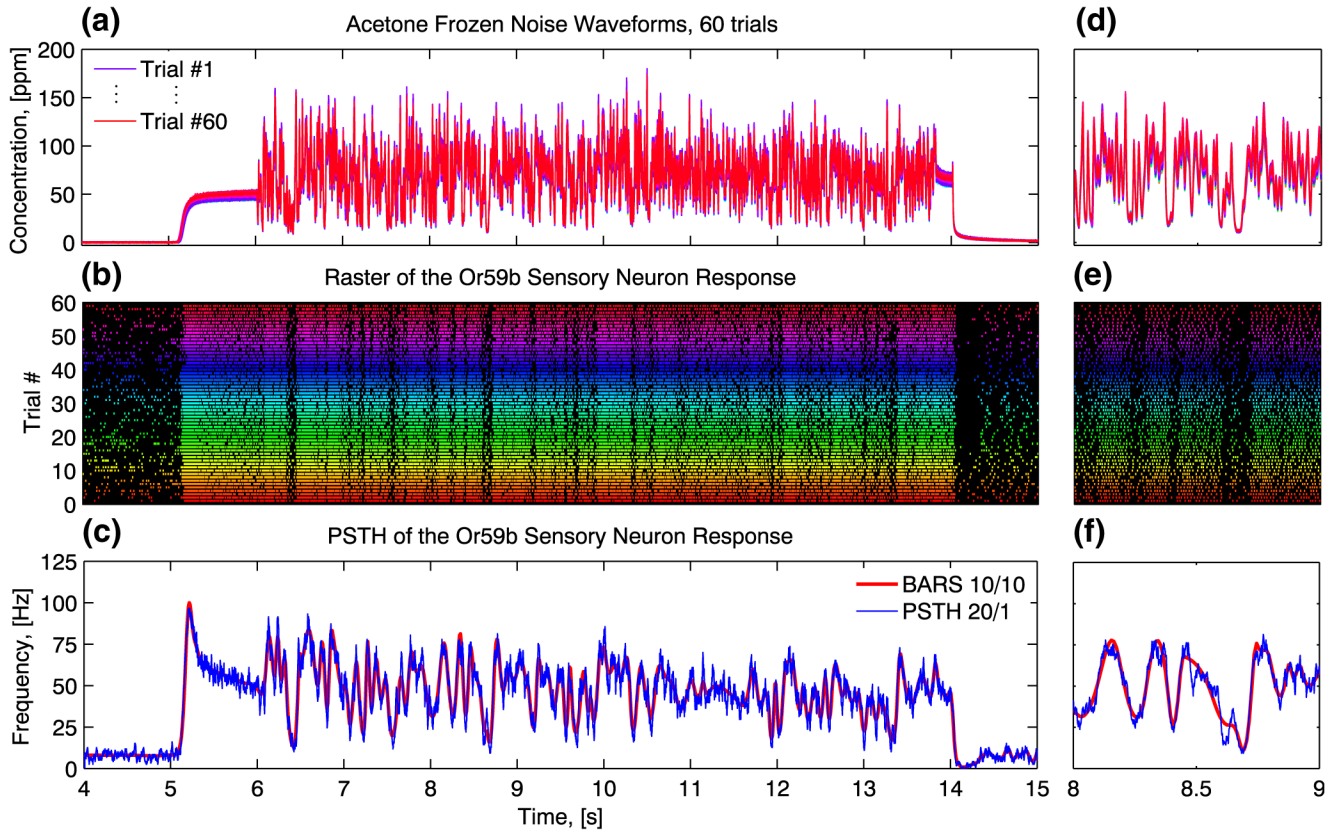 (a)
Acetone Frozen Noise Waveforms, 60 trials
(d)
Concentration, [ppm]
200
150
100
50
0
Trial #1
Trial #60
(b)
Raster of the Or59b Sensory Neuron Response
(e)
Trial #
60
50
40
30
20
10
0
(c)
PSTH of the Or59b Sensory Neuron Response
(f)
Frequency, [Hz]
125
100
75
50
25
0
BARS 10/10
PSTH 20/1
4 5 6 7 8 9 10 11 12 13 14 15
8 8.5 9
Time, [s]